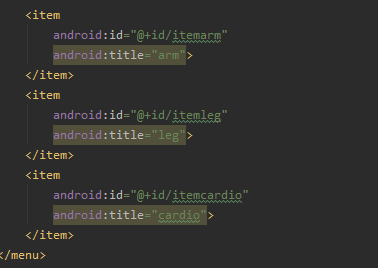 <item
android:id="@+id/itemarm"
android:title="arm">
</item>
<item
android:id="@+id/itemleg"
android:title="leg">
</item>
<item
android:id="@+id/itemcardio"
android:title="cardio">
</item>
</menu>